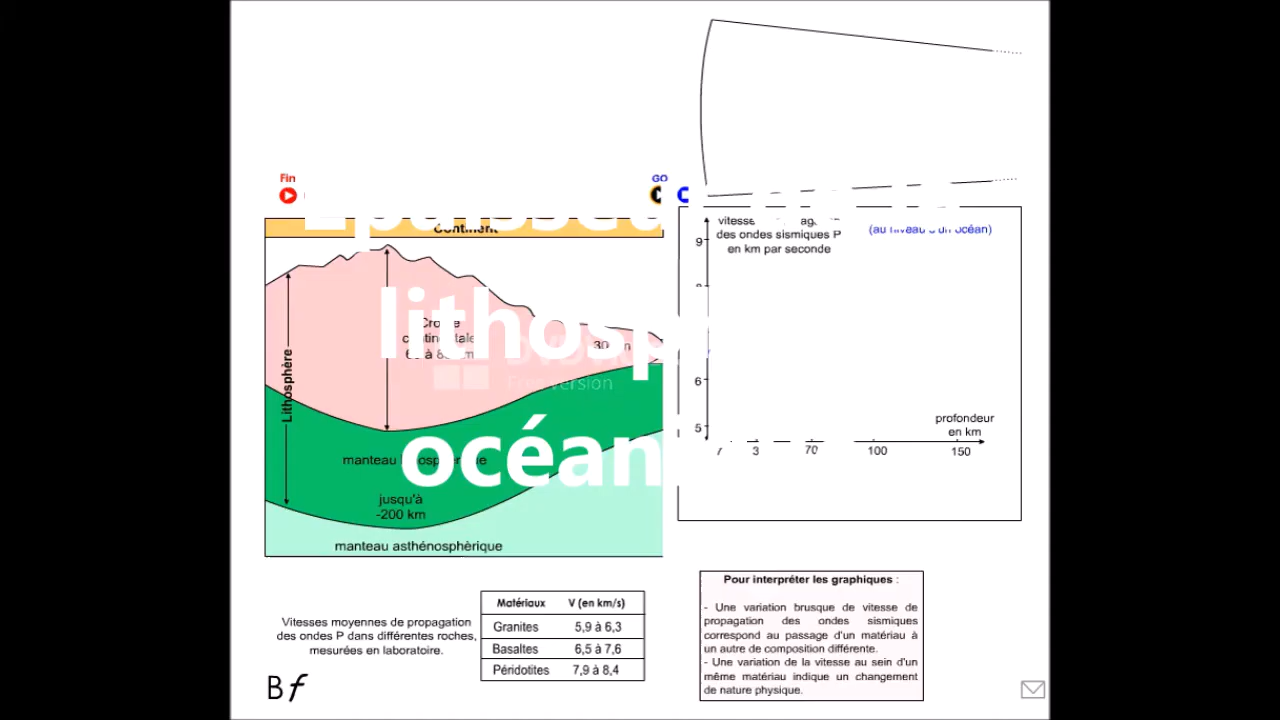 Fin
GO
Continent
lithosp
océan
Lithosphère
30
Free version
manteau
jusqu'à
-200 km
manteau asthénosphèrique
vitesse
des ondes sismiques P
en km par seconde
(au niveau d'un océan)
9
6
5
profondeur
en km
3
70
100
150
Vitesses moyennes de propagation
des ondes P dans différentes roches,
mesurées en laboratoire.
Matériaux V (en km/s)
Granites 5,9 à 6,3
Basaltes 6,5 à 7,6
Péridotites 7,9 à 8,4
Pour interpréter les graphiques :
- Une variation brusque de vitesse de
propagation des ondes sismiques
correspond au passage d'un matériau à
un autre de composition différente.
- Une variation de la vitesse au sein d'un
même matériau indique un changement
de nature physique.
Bf